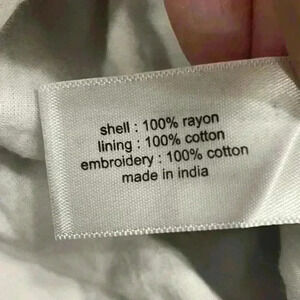 shell : 100% rayon
lining : 100% cotton
embroidery : 100% cotton
made in india